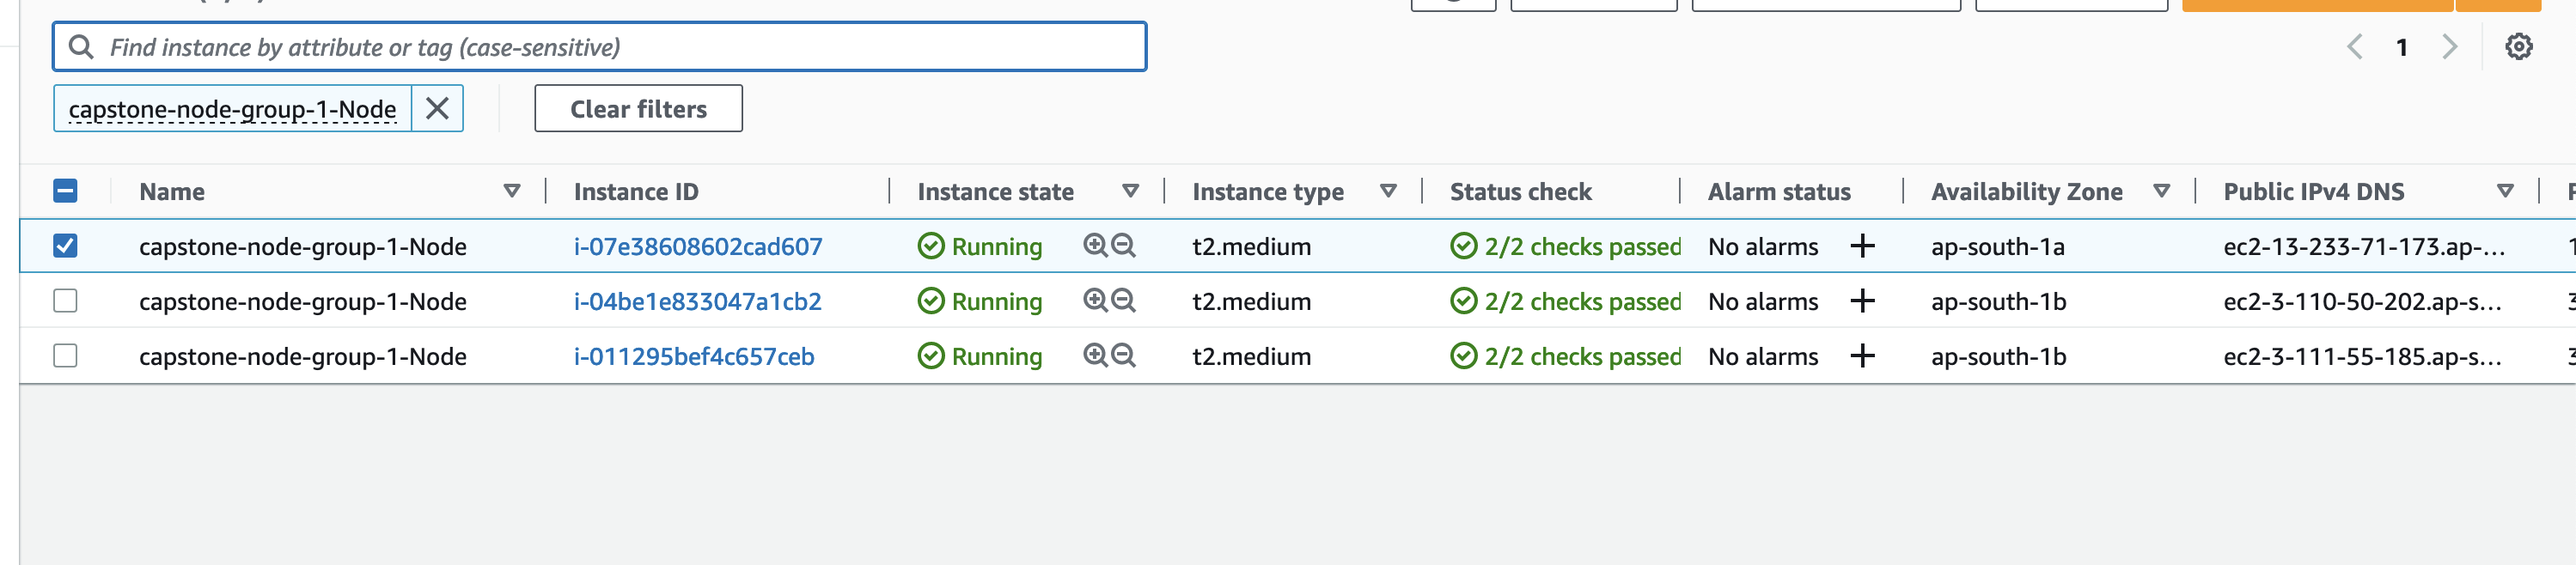 Find instance by attribute or tag (case-sensitive)
1
capstone-node-group-1-Node
Clear filters
Name Instance ID Instance state Instance type Status check Alarm status Availability Zone Public IPv4 DNS
capstone-node-group-1-Node i-07e38608602cad607 Running t2.medium 2/2 checks passed No alarms + ap-south-1a ec2-13-233-71-173.ap-...
capstone-node-group-1-Node i-04be1e833047a1cb2 Running t2.medium 2/2 checks passed No alarms + ap-south-1b ec2-3-110-50-202.ap-s...
capstone-node-group-1-Node i-011295bef4c657ceb Running t2.medium 2/2 checks passed No alarms + ap-south-1b ec2-3-111-55-185.ap-s...